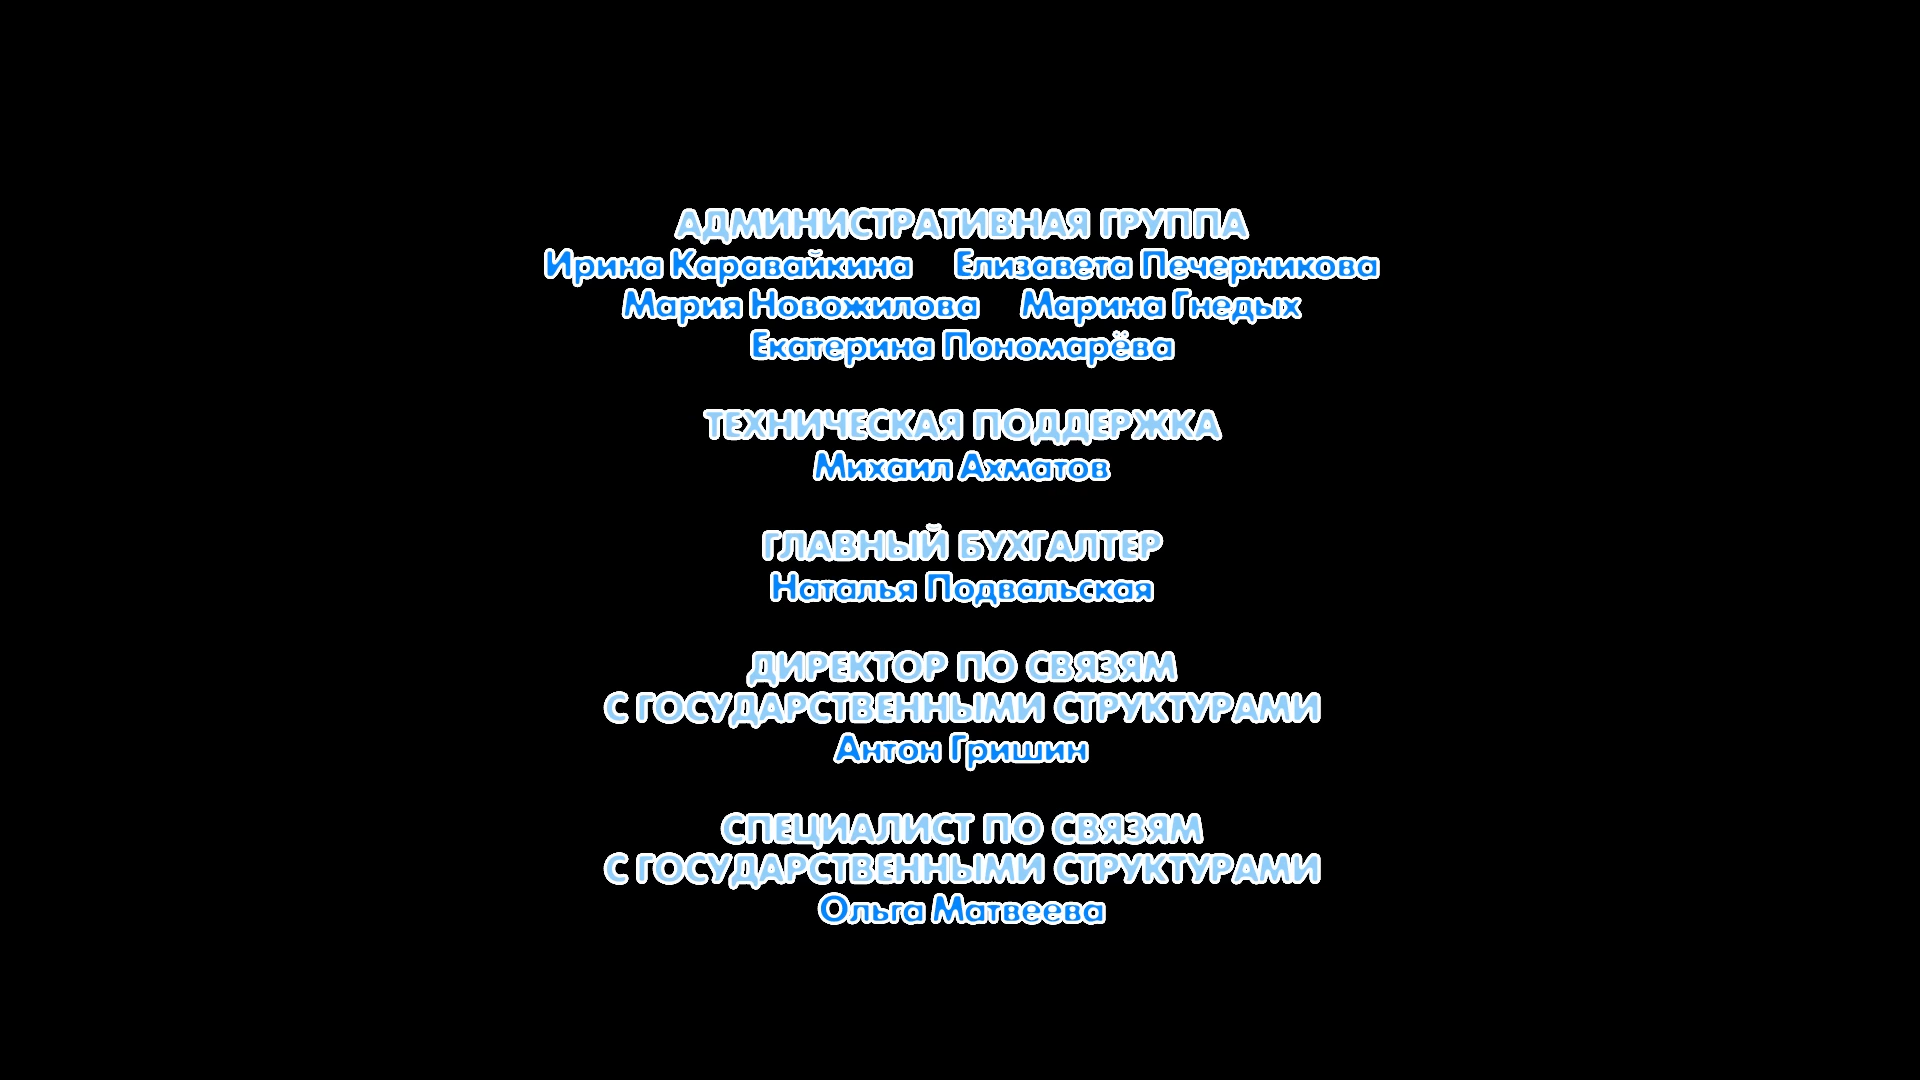 АДМИНИСТРАТИВНАЯ ГРУППА
Ирина Каравайкина Елизавета Печерникова
Мария Новожилова Марина Гнедых
Екатерина Пономарёва
ТЕХНИЧЕСКАЯ ПОДДЕРЖКА
Михаил Ахматов
ГЛАВНЫЙ БУХГАЛТЕР
Наталья Подвальская
ДИРЕКТОР ПО СВЯЗЯМ
С ГОСУДАРСТВЕННЫМИ СТРУКТУРАМИ
Антон Гришин
СПЕЦИАЛИСТ ПО СВЯЗЯМ
С ГОСУДАРСТВЕННЫМИ СТРУКТУРАМИ
Ольга Матвеева